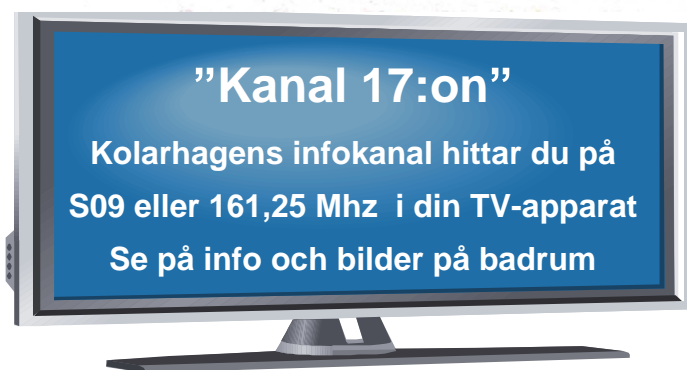 ”Kanal 17:on”
Kolarhagens infokanal hittar du på
S09 eller 161,25 Mhz i din TV-apparat
Se på info och bilder på badrum